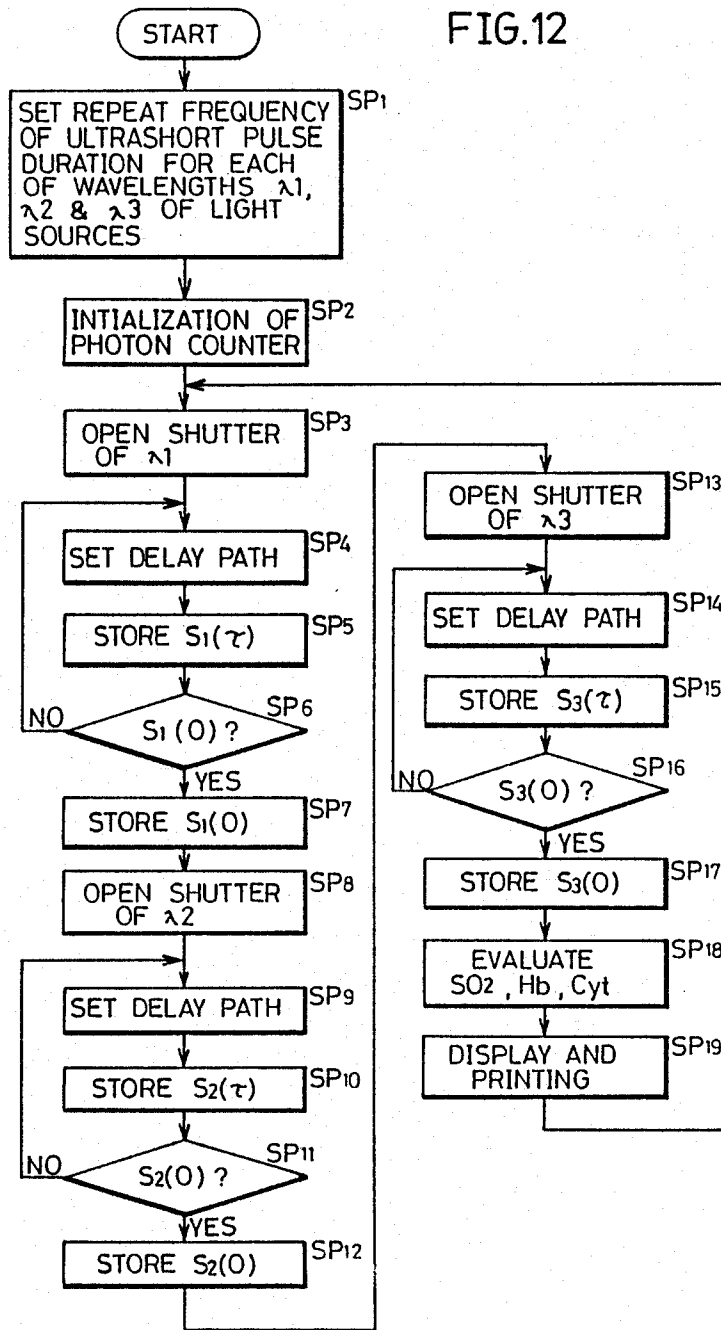 FIG.12
START
SP1
SET REPEAT FREQUENCY
OF ULTRASHORT PULSE
DURATION FOR EACH
OF WAVELENGTHS λ1,
λ2 & λ3 OF LIGHT
SOURCES
SP2
INTIALIZATION OF
PHOTON COUNTER
SP3
OPEN SHUTTER
OF λ1
SP4
SET DELAY PATH
SP5
STORE S1(τ)
SP6
S1(0) ?
NO
YES
SP7
STORE S1(0)
SP8
OPEN SHUTTER
OF λ2
SP9
SET DELAY PATH
SP10
STORE S2(τ)
SP11
S2(0) ?
NO
YES
SP12
STORE S2(0)
SP13
OPEN SHUTTER
OF λ3
SP14
SET DELAY PATH
SP15
STORE S3(τ)
SP16
S3(0) ?
NO
YES
SP17
STORE S3(0)
SP18
EVALUATE
SO2 , Hb , Cyt
SP19
DISPLAY AND
PRINTING